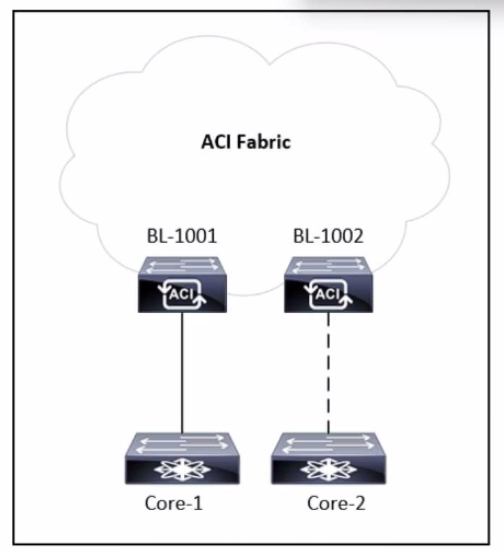 ACI Fabric
BL-1001 BL-1002
ACI ACI
Core-1 Core-2